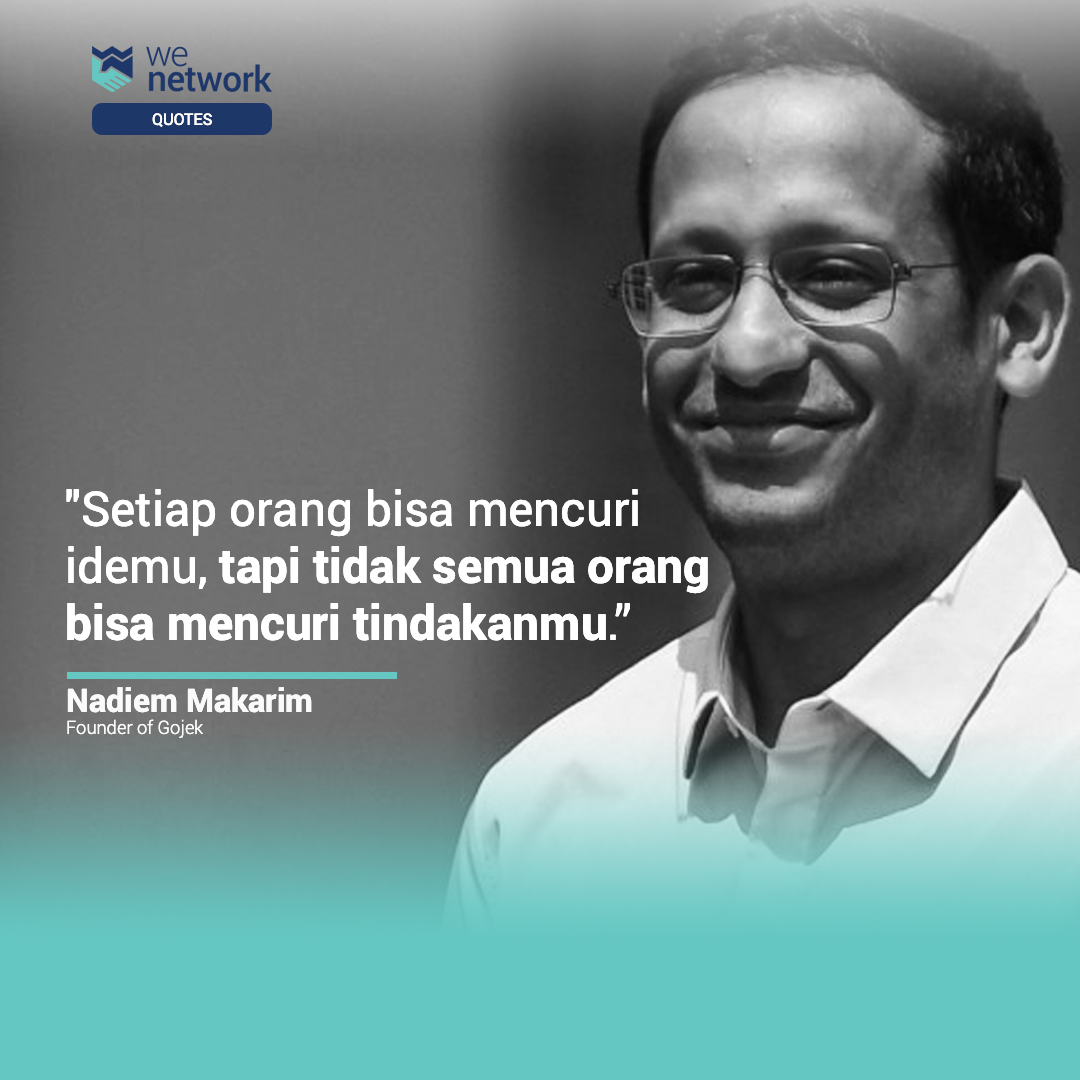 we
network
QUOTES
"Setiap orang bisa mencuri
idemu, tapi tidak semua orang
bisa mencuri tindakanmu.”
Nadiem Makarim
Founder of Gojek